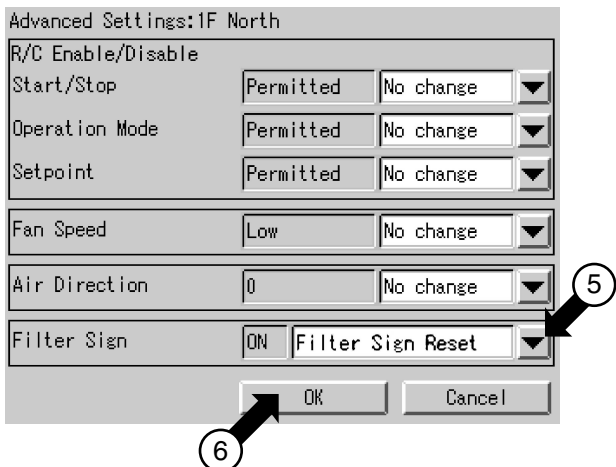 Advanced Settings:1F North
R/C Enable/Disable
Start/Stop Permitted No change
Operation Mode Permitted No change
Setpoint Permitted No change
Fan Speed Low No change
Air Direction 0 No change
5
Filter Sign ON Filter Sign Reset
OK Cancel
6